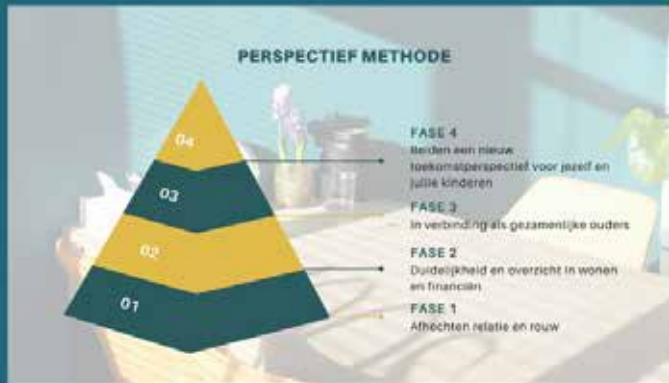 PERSPECTIEF METHODE
04
FASE 4
Beiden een nieuw
toekomstperspectief voor jezelf en
jullie kinderen
03
FASE 3
In verbinding als gezamenlijke ouders
02
FASE 2
Duidelijkheid en overzicht in wonen
en financiën
01
FASE 1
Afhechten relatie en rouw